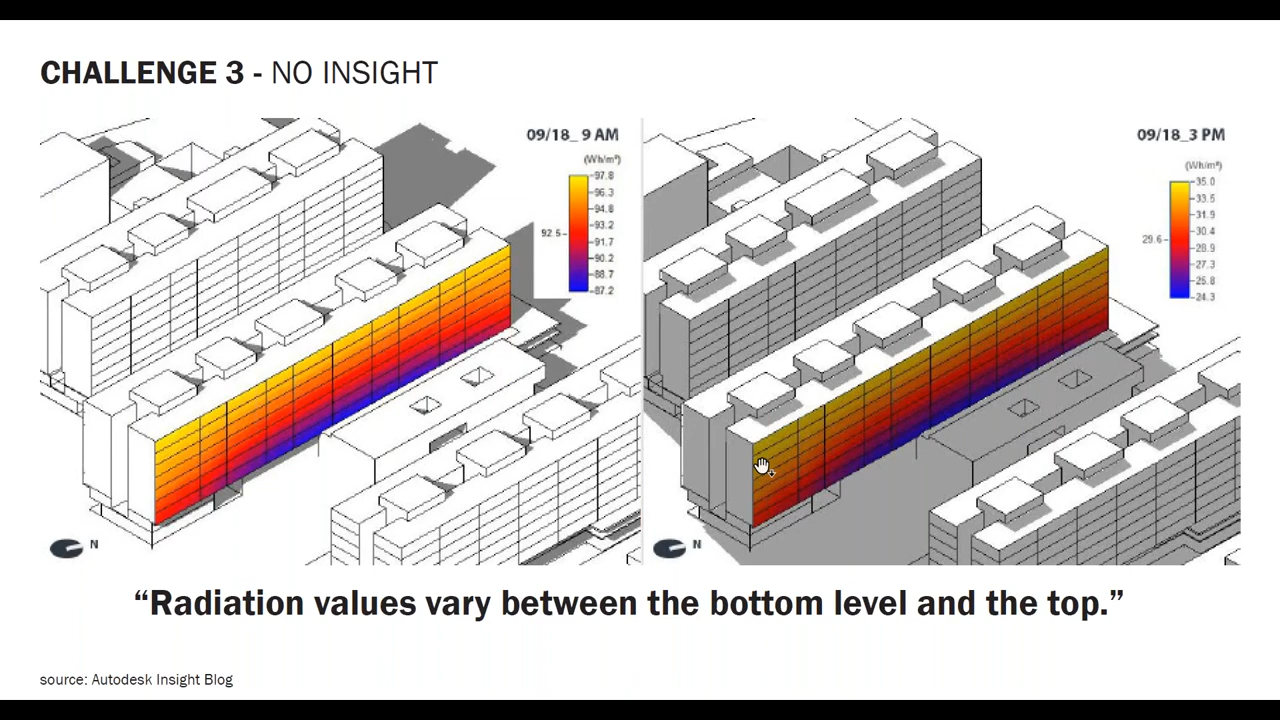 CHALLENGE 3 - NO INSIGHT
09/18_ 9 AM
(Wh/m²)
97.8
96.3
94.8
93.2
92.5
91.7
90.2
88.7
87.2
N
09/18_3 PM
(Wh/m²)
35.0
33.5
31.9
30.4
29.6
28.9
27.3
25.8
24.3
N
“Radiation values vary between the bottom level and the top.”
source: Autodesk Insight Blog